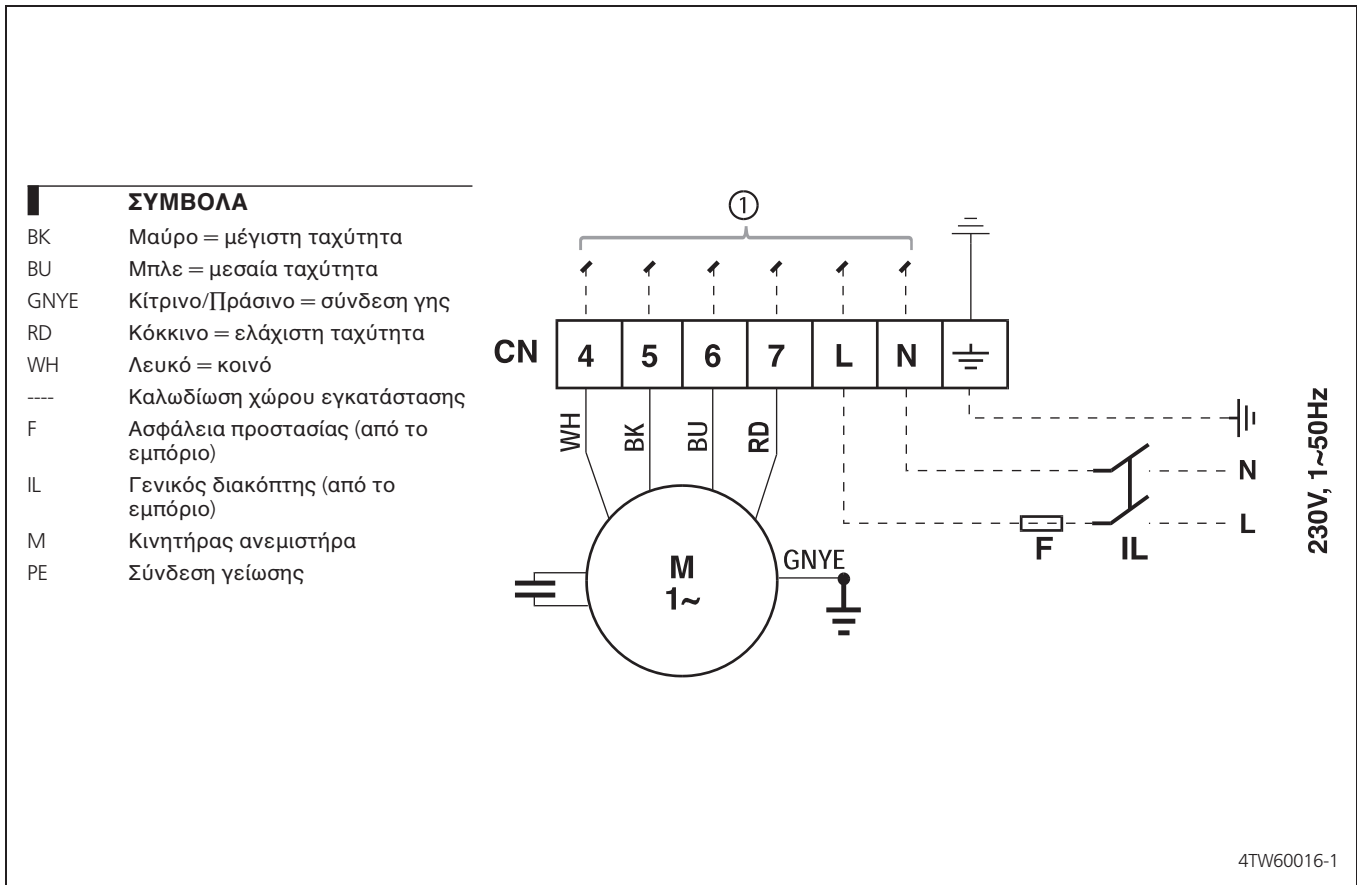 ΣΥΜΒΟΛΑ
BK Μαύρο = μέγιστη ταχύτητα
BU Μπλε = μεσαία ταχύτητα
GNYE Κίτρινο/Πράσινο = σύνδεση γης
RD Κόκκινο = ελάχιστη ταχύτητα
WH Λευκό = κοινό
---- Καλωδίωση χώρου εγκατάστασης
F Ασφάλεια προστασίας (από το
εμπόριο)
IL Γενικός διακόπτης (από το
εμπόριο)
M Κινητήρας ανεμιστήρα
PE Σύνδεση γείωσης
①
CN 4 5 6 7 L N
WH BK BU RD
M
1~
GNYE
F IL
N
L
230V, 1~50Hz
4TW60016-1